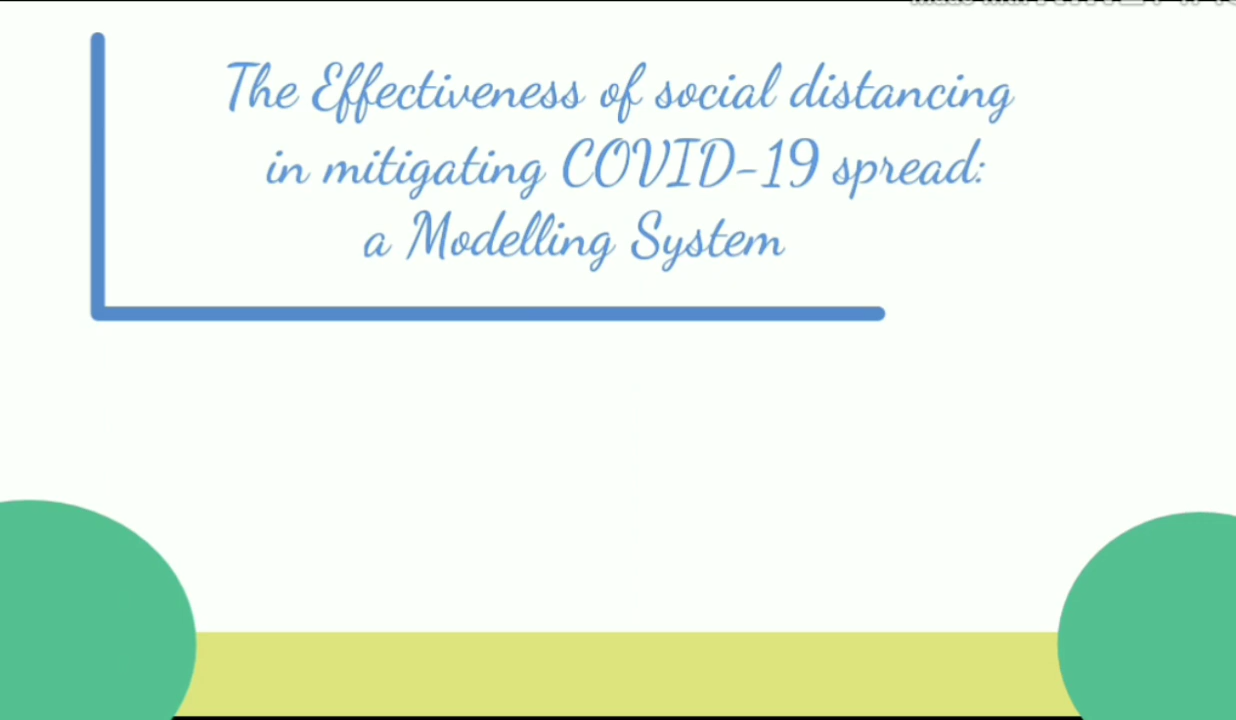 The Effectiveness of social distancing
in mitigating COVID-19 spread:
a Modelling System